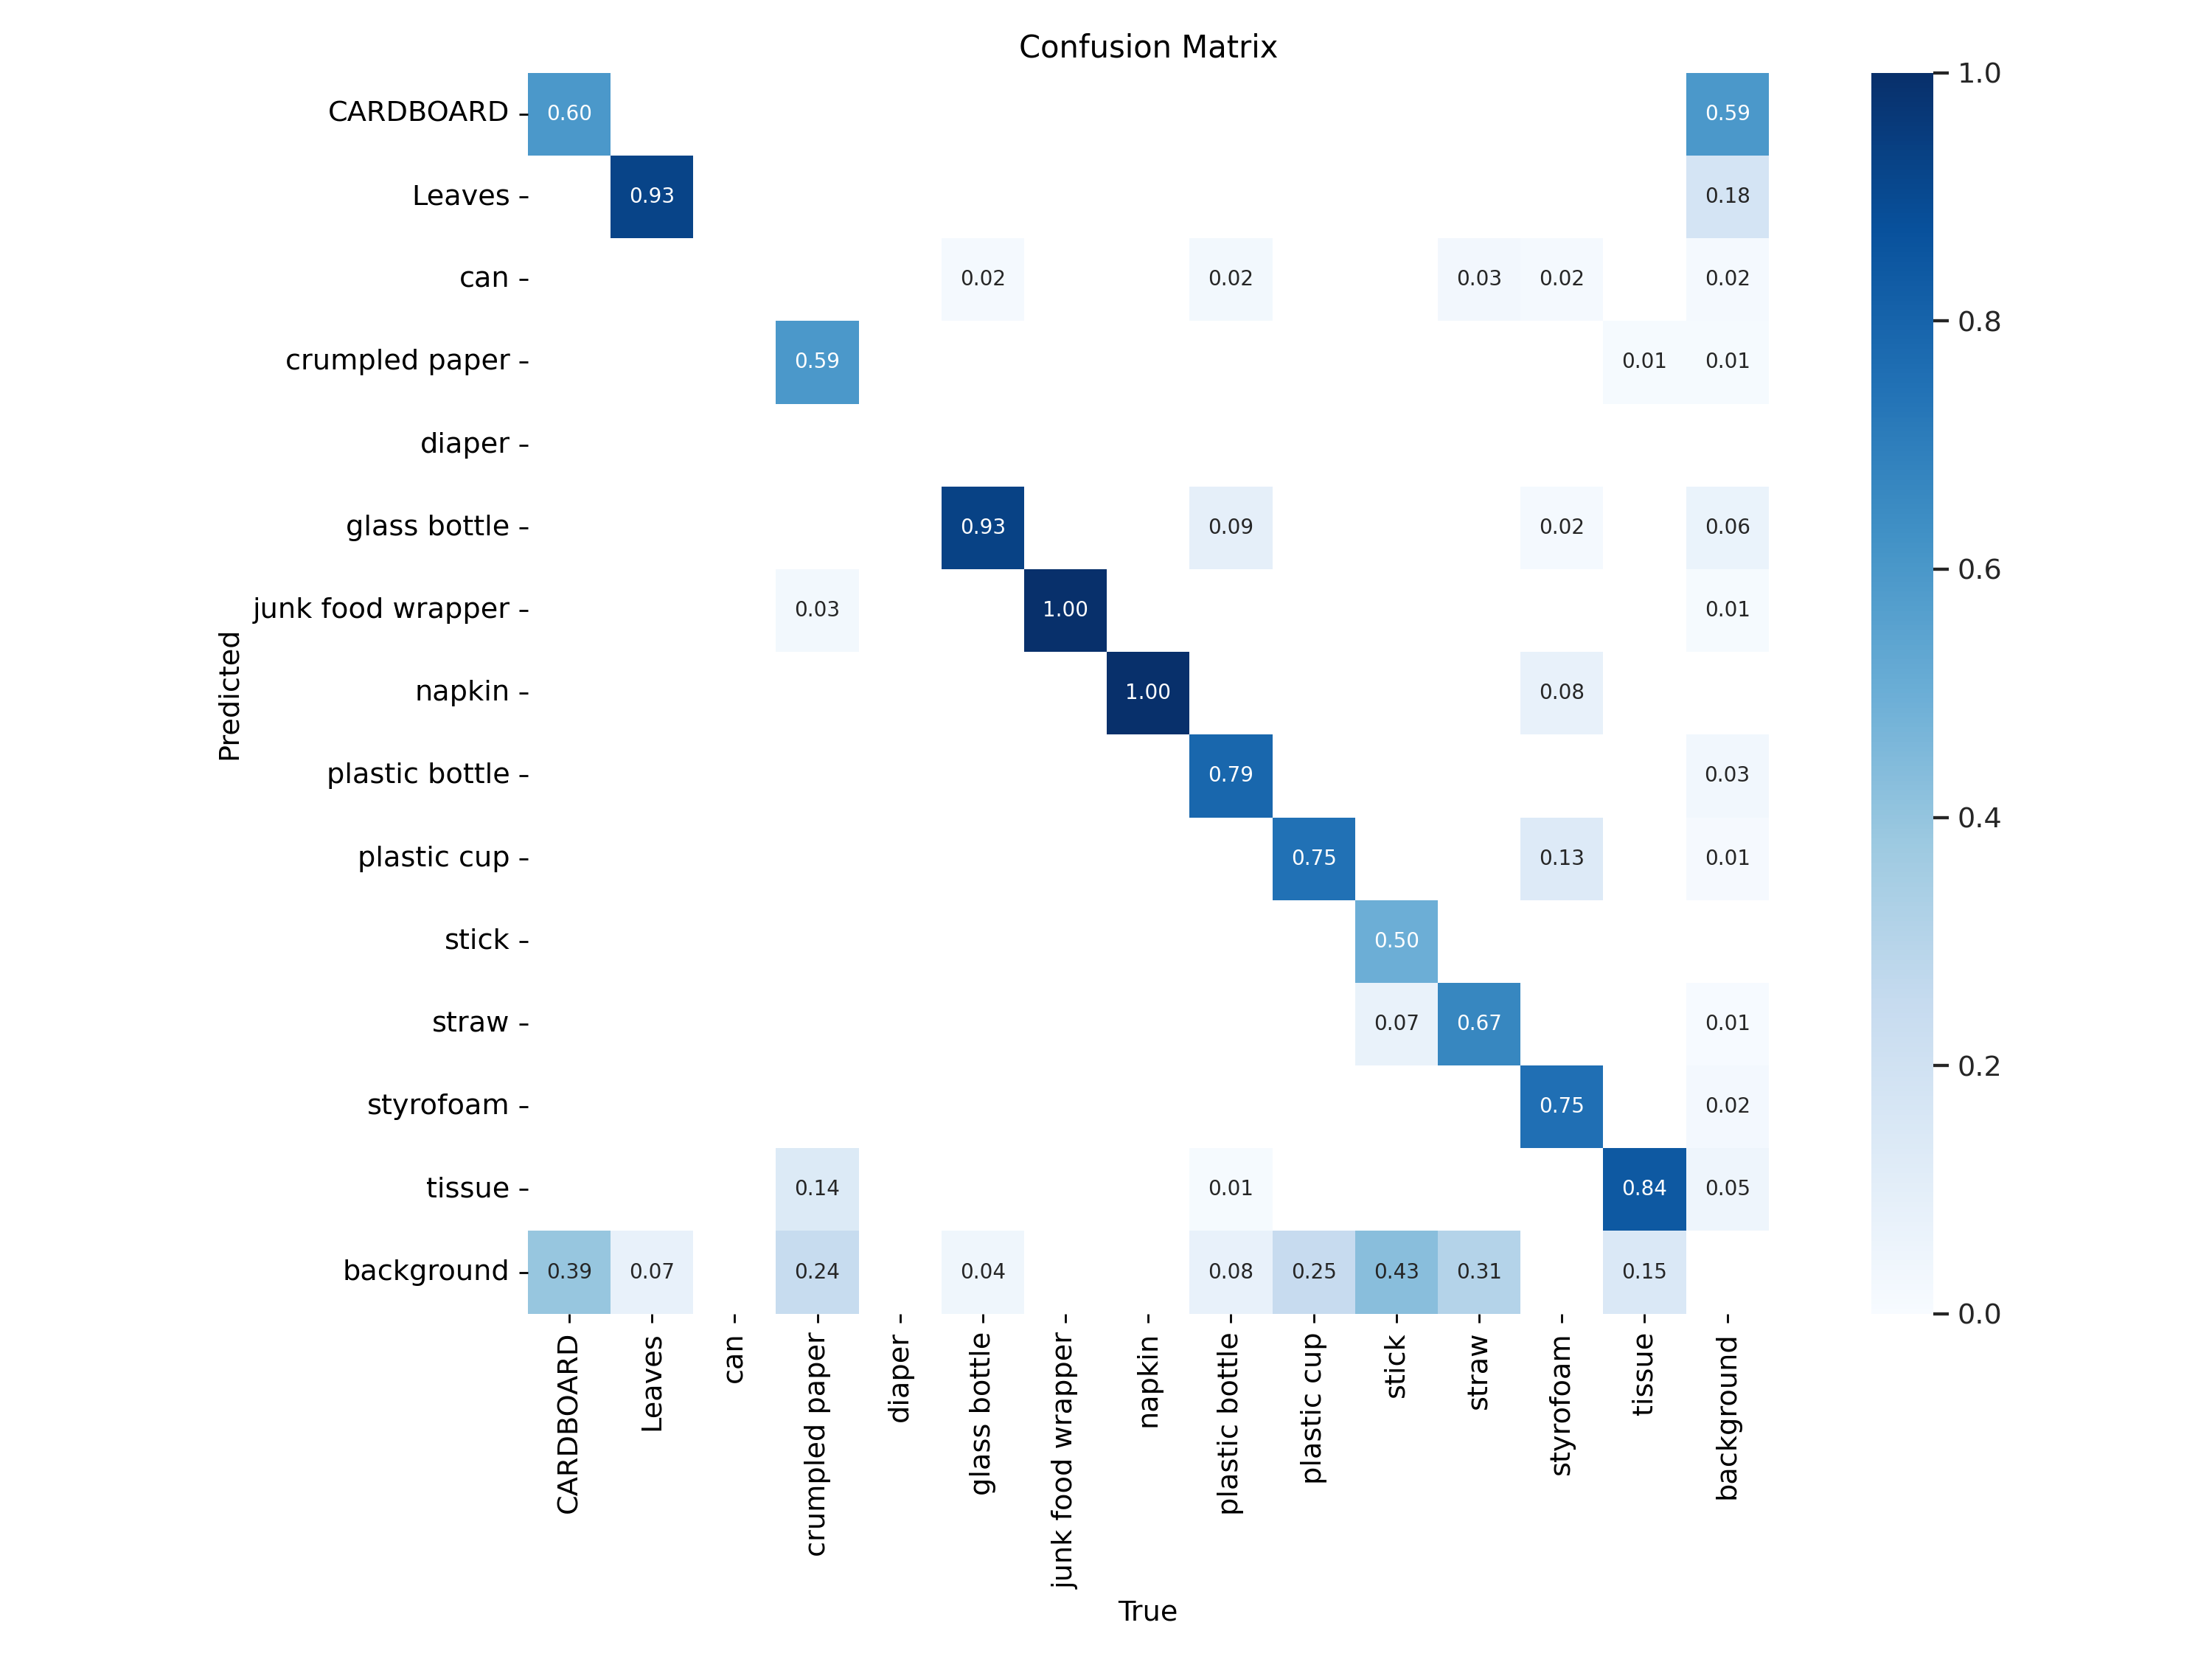 Confusion Matrix
CARDBOARD 0.60 0.59 1.0
Leaves 0.93 0.18
can 0.02 0.02 0.03 0.02 0.02
0.8
crumpled paper 0.59 0.01 0.01
diaper
glass bottle 0.93 0.09 0.02 0.06
0.6
junk food wrapper 0.03 1.00 0.01
Predicted
napkin 1.00 0.08
plastic bottle 0.79 0.03
0.4
plastic cup 0.75 0.13 0.01
stick 0.50
straw 0.07 0.67 0.01
0.2
styrofoam 0.75 0.02
tissue 0.14 0.01 0.84 0.05
background 0.39 0.07 0.24 0.04 0.08 0.25 0.43 0.31 0.15
0.0
CARDBOARD
Leaves
can
crumpled paper
diaper
glass bottle
junk food wrapper
napkin
plastic bottle
plastic cup
stick
straw
styrofoam
tissue
background
True